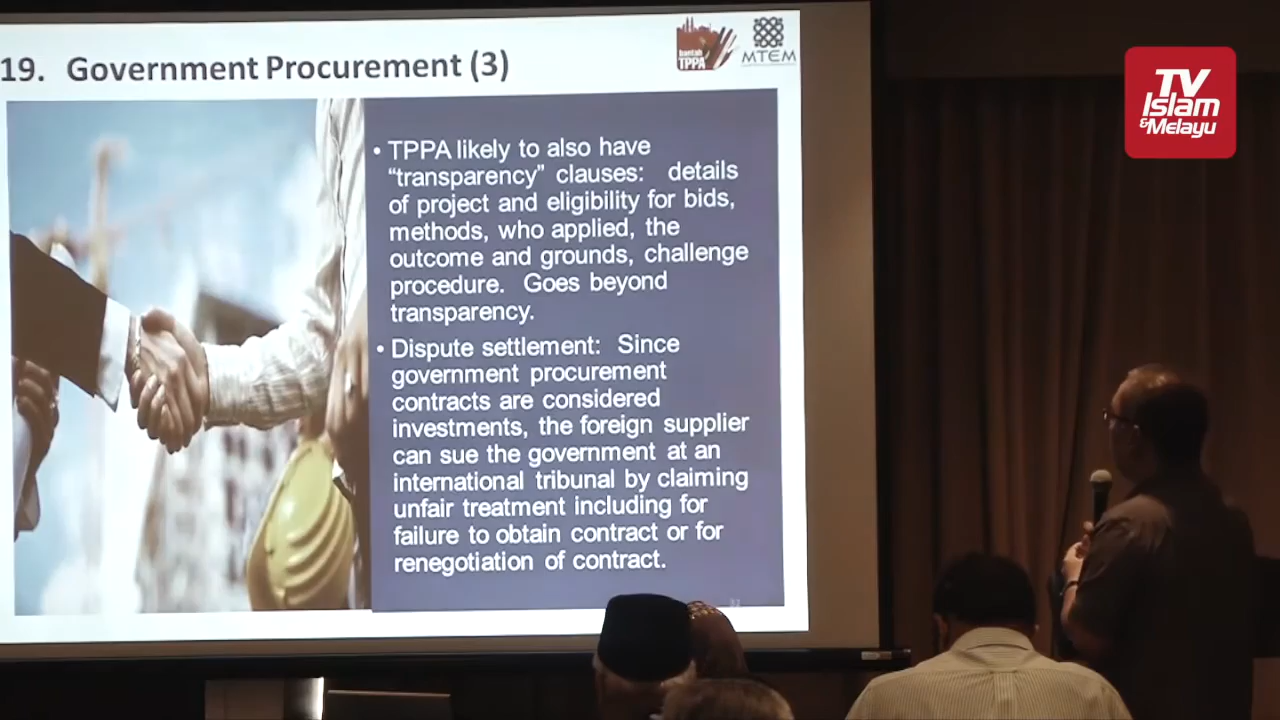 19. Government Procurement (3)
bantah
TPPA
MTEM
TV
Islam
&Melayu
• TPPA likely to also have
“transparency” clauses: details
of project and eligibility for bids,
methods, who applied, the
outcome and grounds, challenge
procedure. Goes beyond
transparency.
• Dispute settlement: Since
government procurement
contracts are considered
investments, the foreign supplier
can sue the government at an
international tribunal by claiming
unfair treatment including for
failure to obtain contract or for
renegotiation of contract.
32